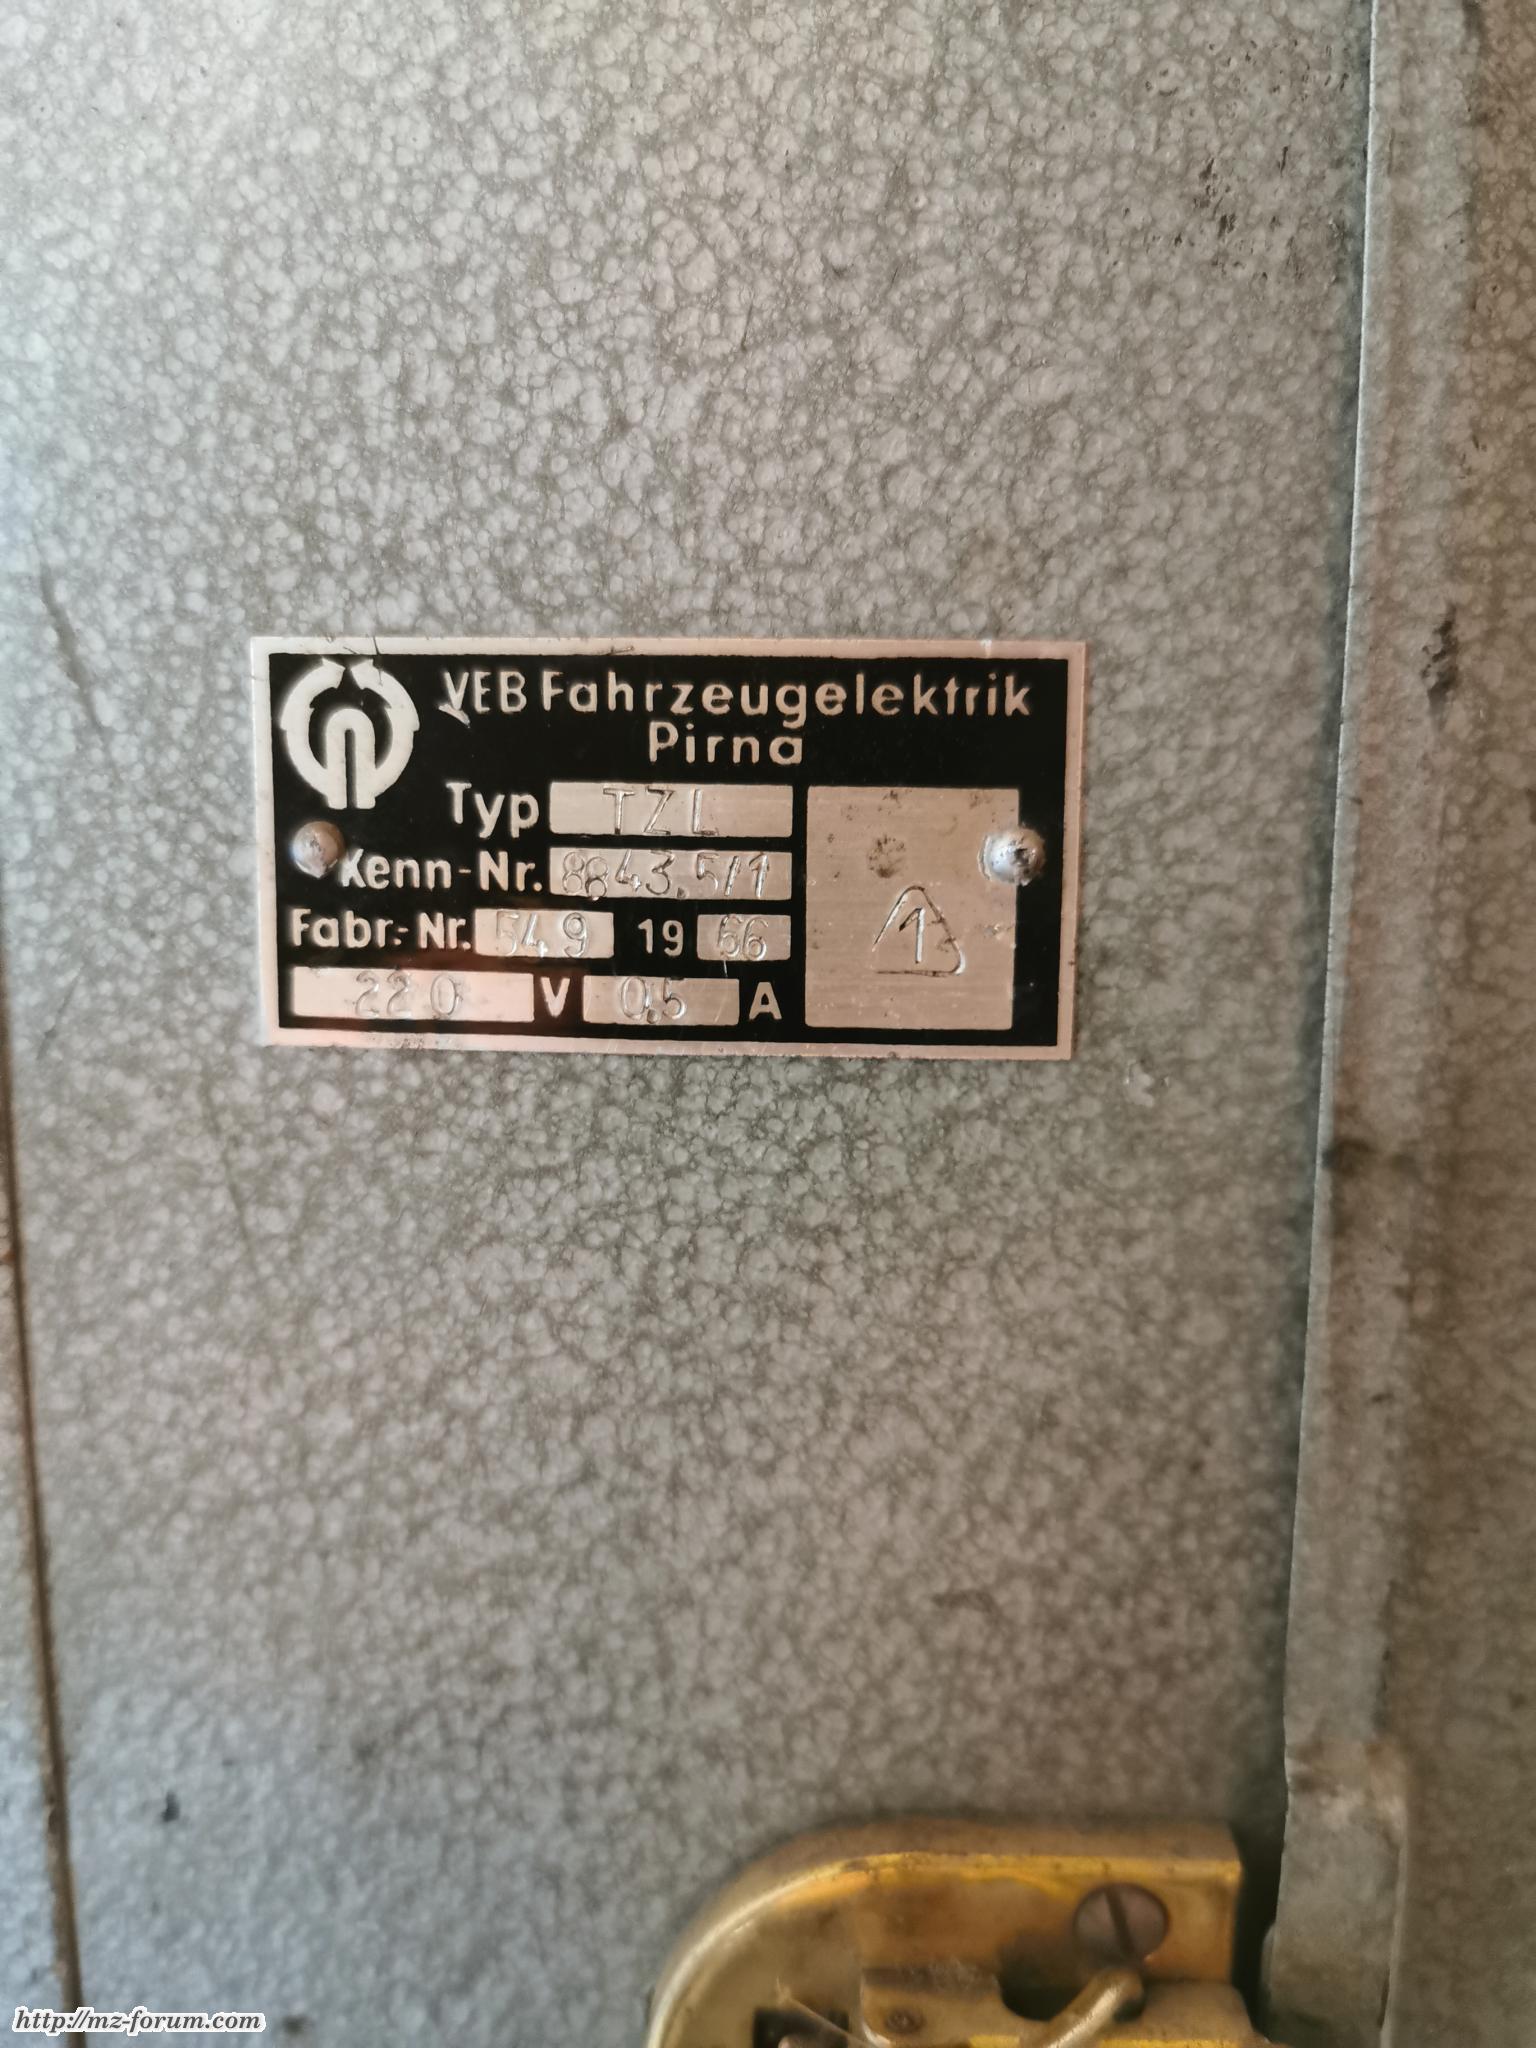 VEB Fahrzeugelektrik
Pirna
Typ TZL
Kenn-Nr. 8843.5/1
Fabr.-Nr. 549 19 66
220 V 0,5 A
1
http://mz-forum.com